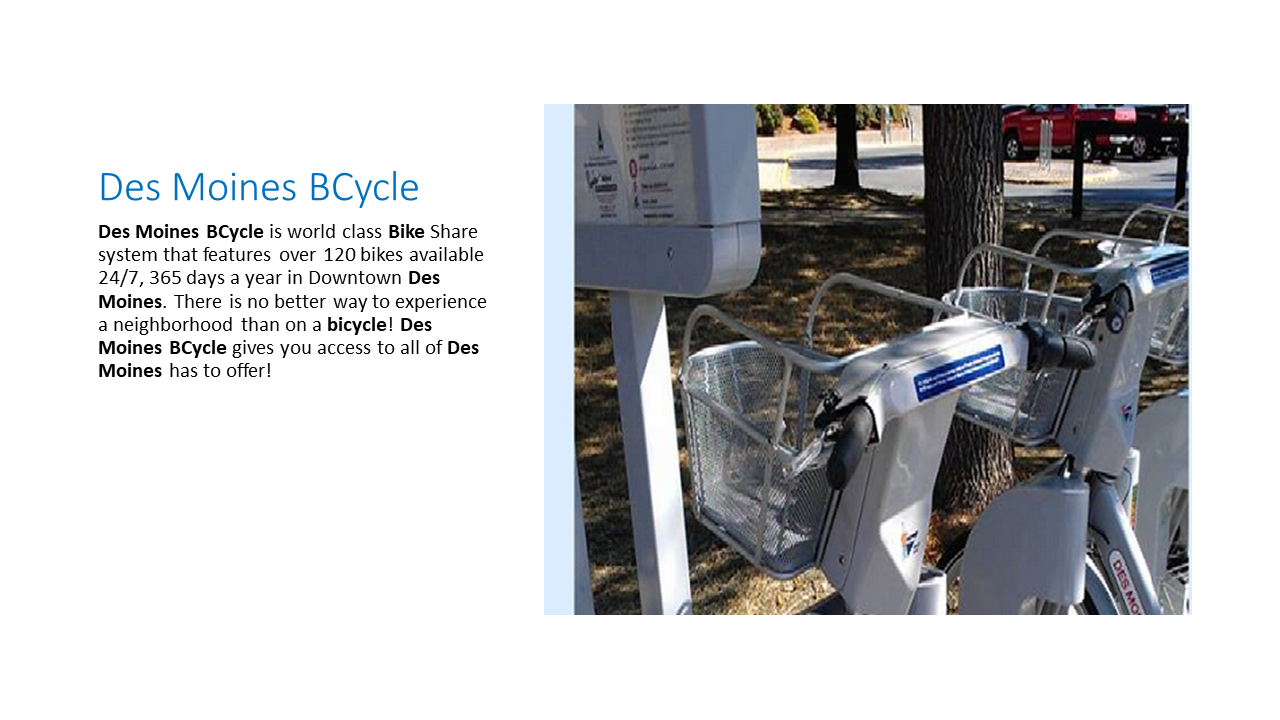 Des Moines BCycle
Des Moines BCycle is world class Bike Share
system that features over 120 bikes available
24/7, 365 days a year in Downtown Des
Moines. There is no better way to experience
a neighborhood than on a bicycle! Des
Moines BCycle gives you access to all of Des
Moines has to offer!
DES MO